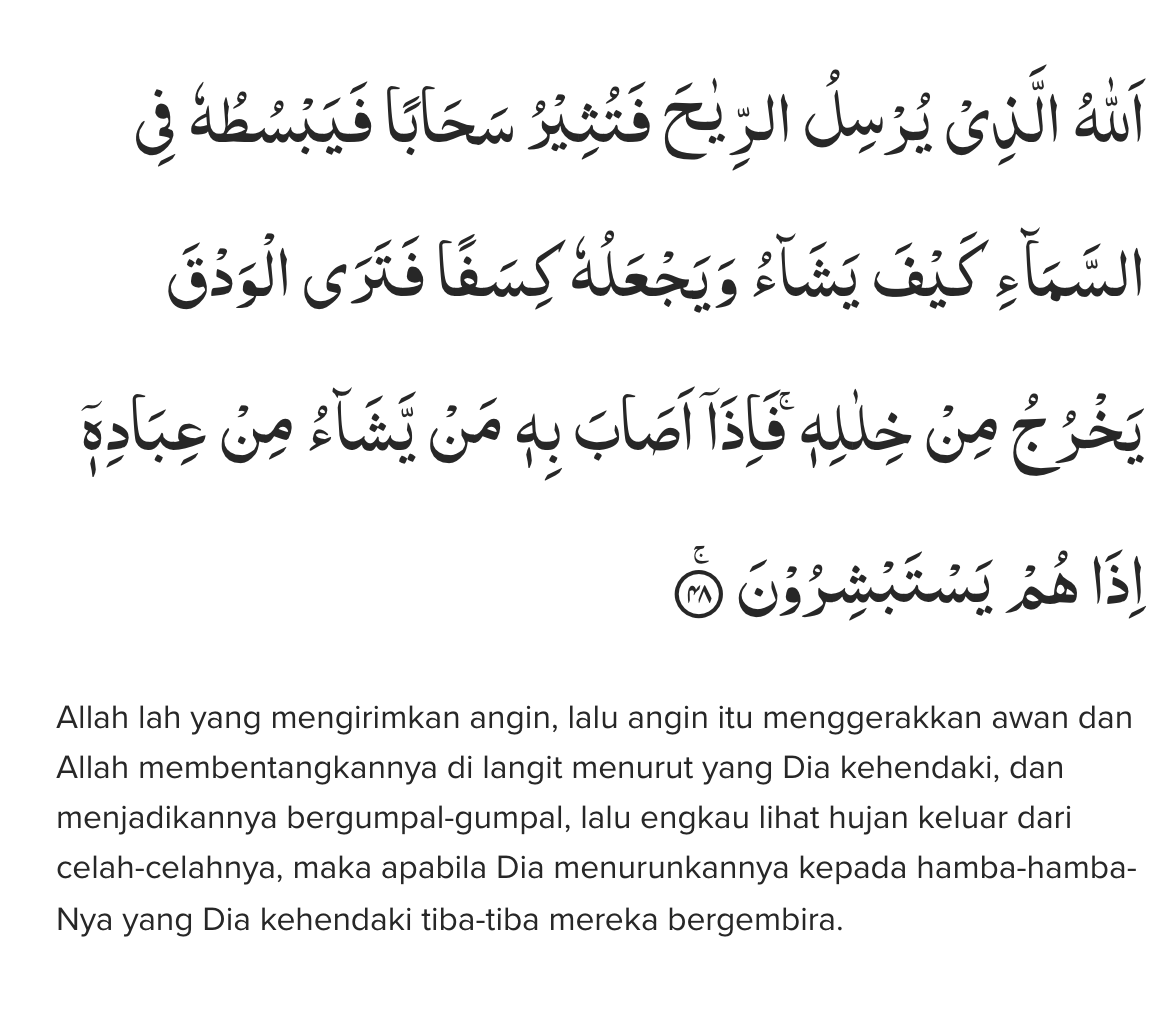 اَللّٰهُ الَّذِيْ يُرْسِلُ الرِّيٰحَ فَتُثِيْرُ سَحَابًا فَيَبْسُطُهٗ فِى
السَّمَاۤءِ كَيْفَ يَشَاۤءُ وَيَجْعَلُهٗ كِسَفًا فَتَرَى الْوَدْقَ
يَخْرُجُ مِنْ خِلٰلِهٖۚ فَاِذَآ اَصَابَ بِهٖ مَنْ يَّشَاۤءُ مِنْ عِبَادِهٖٓ
اِذَا هُمْ يَسْتَبْشِرُوْنَۚ ۝٤٨
Allah lah yang mengirimkan angin, lalu angin itu menggerakkan awan dan
Allah membentangkannya di langit menurut yang Dia kehendaki, dan
menjadikannya bergumpal-gumpal, lalu engkau lihat hujan keluar dari
celah-celahnya, maka apabila Dia menurunkannya kepada hamba-hamba-
Nya yang Dia kehendaki tiba-tiba mereka bergembira.